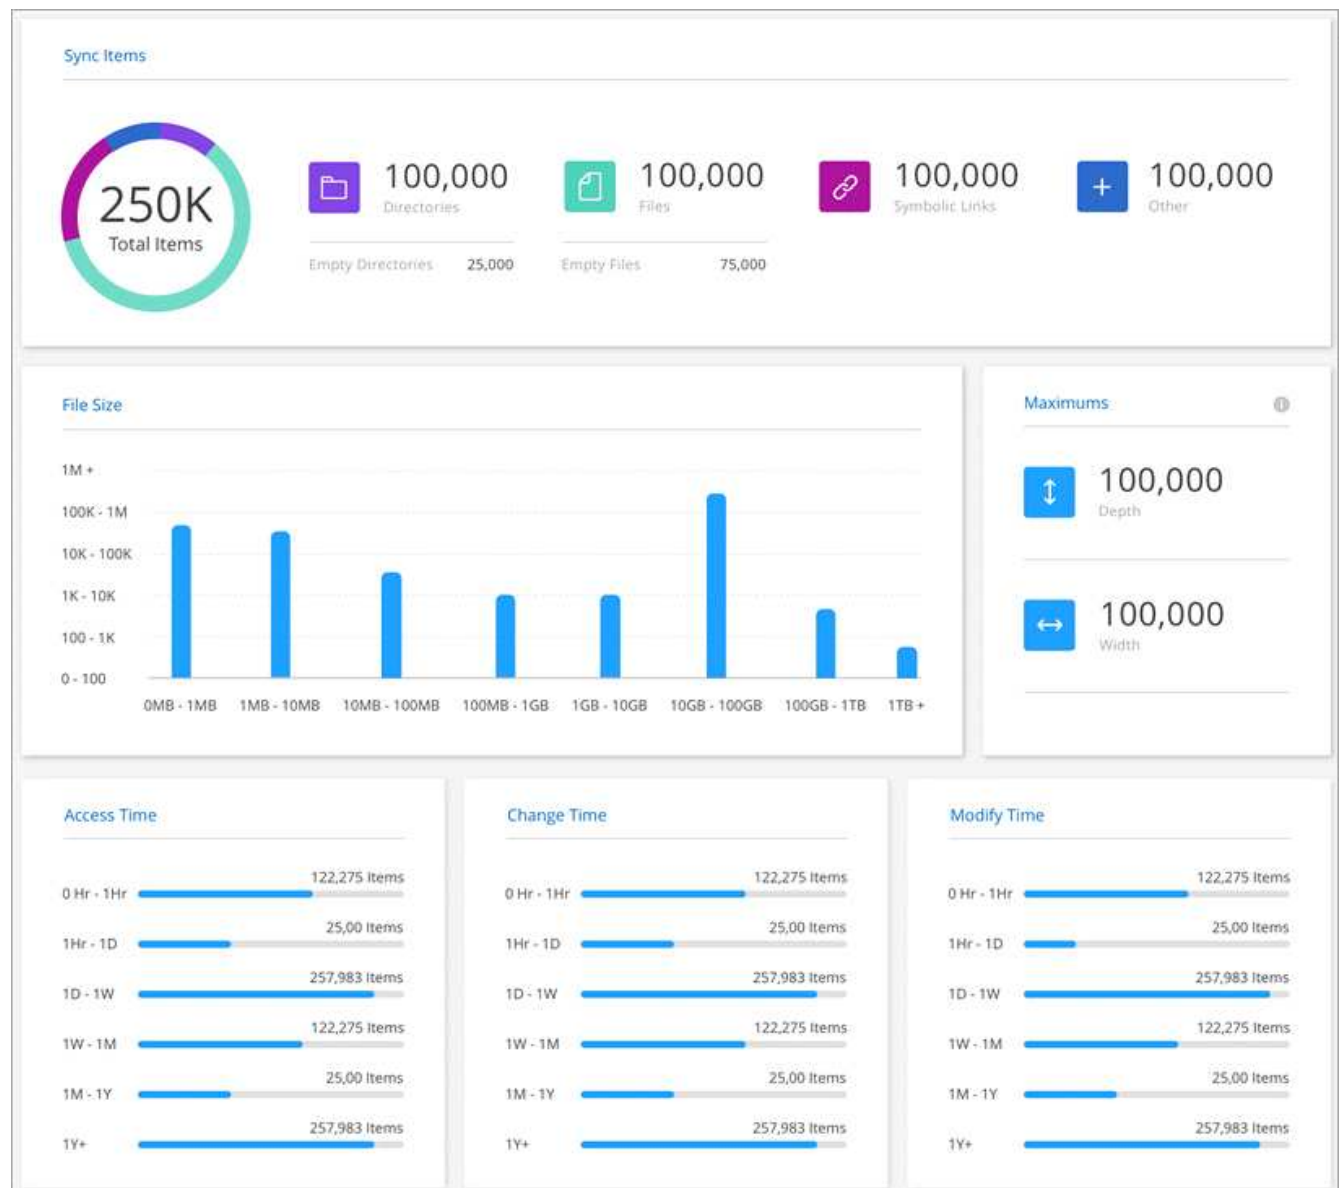 Sync Items
250K
Total Items
100,000
Directories
Empty Directories 25,000
100,000
Files
Empty Files 75,000
100,000
Symbolic Links
100,000
Other
File Size
1M +
100K - 1M
10K - 100K
1K - 10K
100 - 1K
0 - 100
0MB - 1MB 1MB - 10MB 10MB - 100MB 100MB - 1GB 1GB - 10GB 10GB - 100GB 100GB - 1TB 1TB +
Maximums
100,000
Depth
100,000
Width
Access Time
122,275 Items
0 Hr - 1Hr
25,00 Items
1Hr - 1D
257,983 Items
1D - 1W
122,275 Items
1W - 1M
25,00 Items
1M - 1Y
257,983 Items
1Y+
Change Time
122,275 Items
0 Hr - 1Hr
25,00 Items
1Hr - 1D
257,983 Items
1D - 1W
122,275 Items
1W - 1M
25,00 Items
1M - 1Y
257,983 Items
1Y+
Modify Time
122,275 Items
0 Hr - 1Hr
25,00 Items
1Hr - 1D
257,983 Items
1D - 1W
122,275 Items
1W - 1M
25,00 Items
1M - 1Y
257,983 Items
1Y+